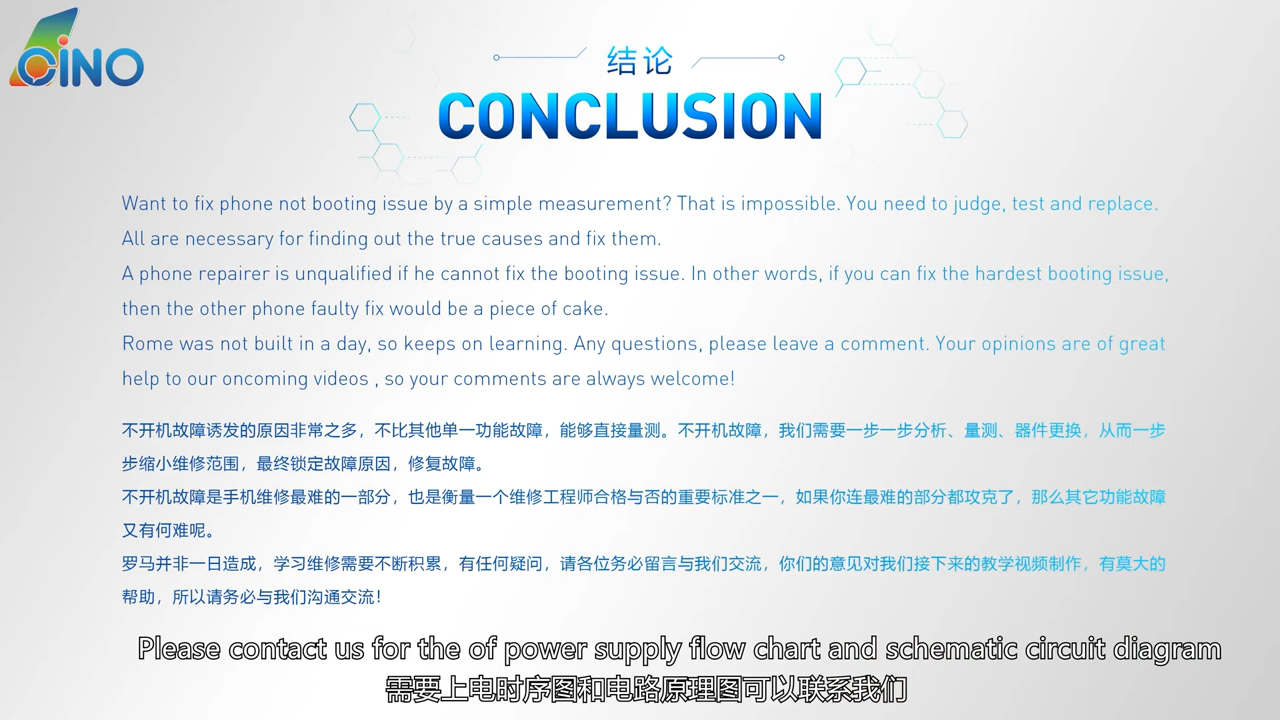 CINO
结论
CONCLUSION
Want to fix phone not booting issue by a simple measurement? That is impossible. You need to judge, test and replace.
All are necessary for finding out the true causes and fix them.
A phone repairer is unqualified if he cannot fix the booting issue. In other words, if you can fix the hardest booting issue,
then the other phone faulty fix would be a piece of cake.
Rome was not built in a day, so keeps on learning. Any questions, please leave a comment. Your opinions are of great
help to our oncoming videos , so your comments are always welcome!
不开机故障诱发的原因非常之多，不比其他单一功能故障，能够直接量测。不开机故障，我们需要一步一步分析、量测、器件更换，从而一步
步缩小维修范围，最终锁定故障原因，修复故障。
不开机故障是手机维修最难的一部分，也是衡量一个维修工程师合格与否的重要标准之一，如果你连最难的部分都攻克了，那么其它功能故障
又有何难呢。
罗马并非一日造成，学习维修需要不断积累，有任何疑问，请各位务必留言与我们交流，你们的意见对我们接下来的教学视频制作，有莫大的
帮助，所以请务必与我们沟通交流！
Please contact us for the of power supply flow chart and schematic circuit diagram
需要上电时序图和电路原理图可以联系我们